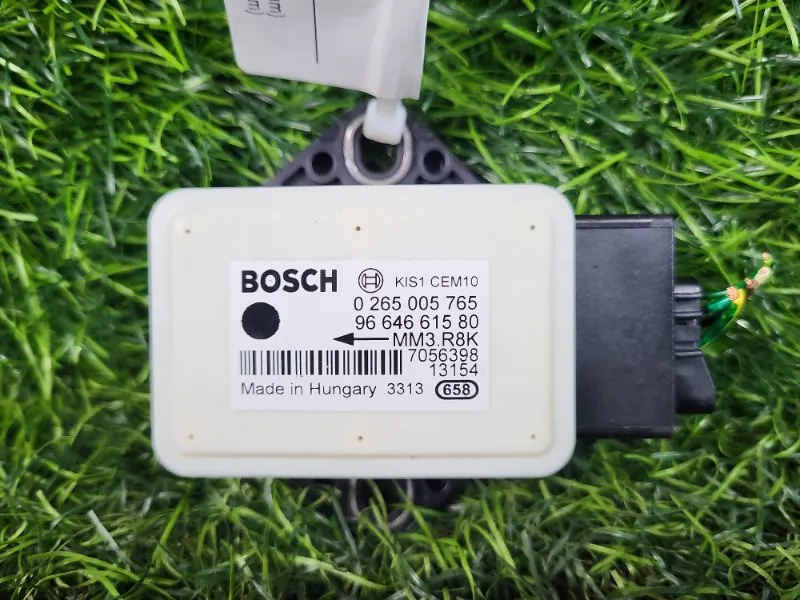 BOSCH KIS1 CEM10
0 265 005 765
96 646 615 80
MM3.R8K
7056398
13154
Made in Hungary 3313 658